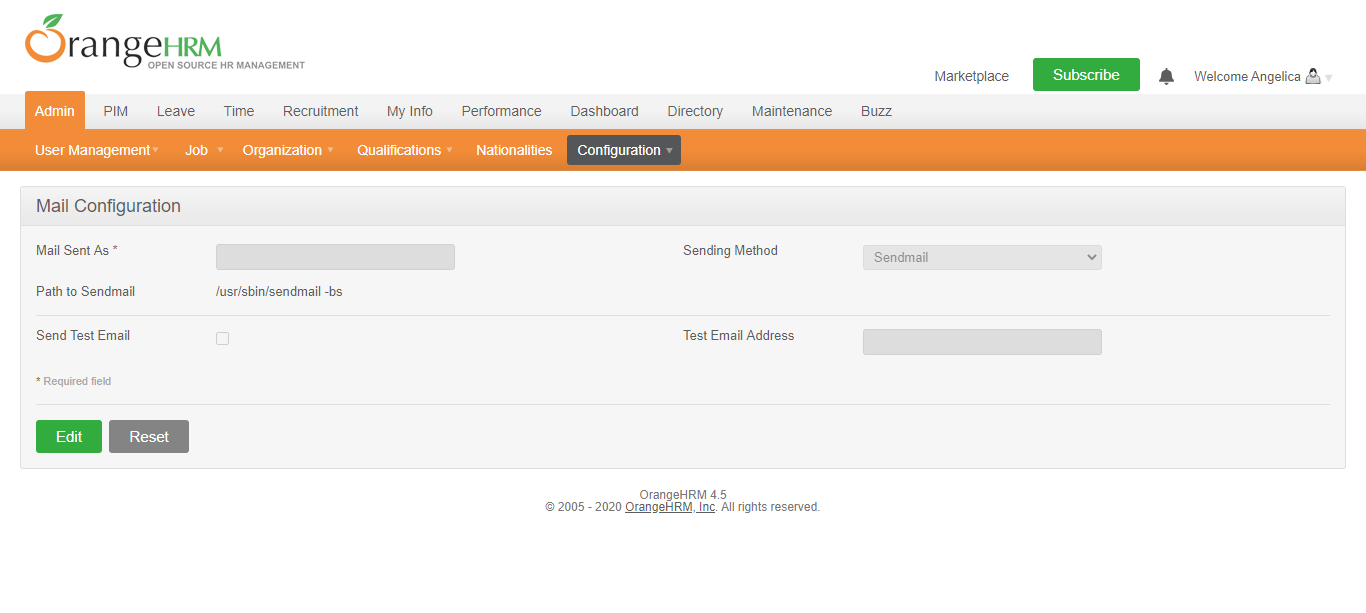 OrangeHRM
OPEN SOURCE HR MANAGEMENT
Marketplace Subscribe Welcome Angelica
Admin PIM Leave Time Recruitment My Info Performance Dashboard Directory Maintenance Buzz
User Management Job Organization Qualifications Nationalities Configuration
Mail Configuration
Mail Sent As * Sending Method Sendmail
Path to Sendmail /usr/sbin/sendmail -bs
Send Test Email Test Email Address
* Required field
Edit Reset
OrangeHRM 4.5
© 2005 - 2020 OrangeHRM, Inc. All rights reserved.